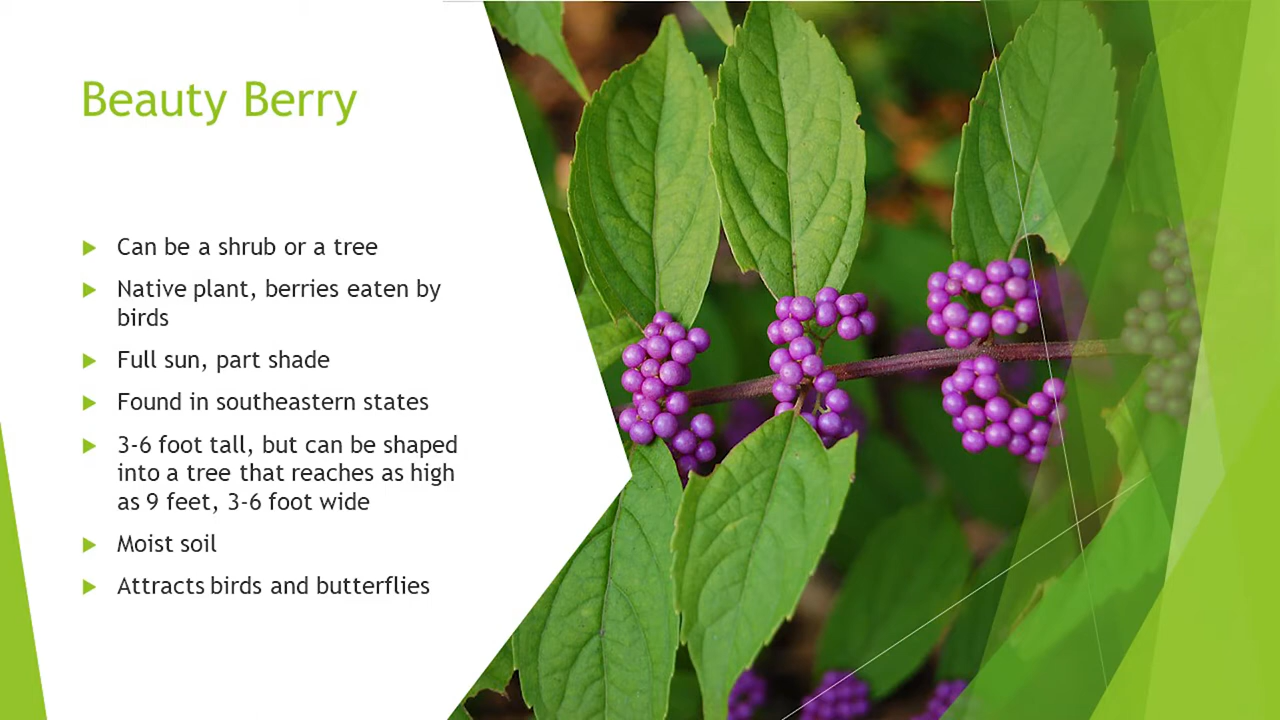 Beauty Berry
Can be a shrub or a tree
Native plant, berries eaten by
birds
Full sun, part shade
Found in southeastern states
3-6 foot tall, but can be shaped
into a tree that reaches as high
as 9 feet, 3-6 foot wide
Moist soil
Attracts birds and butterflies